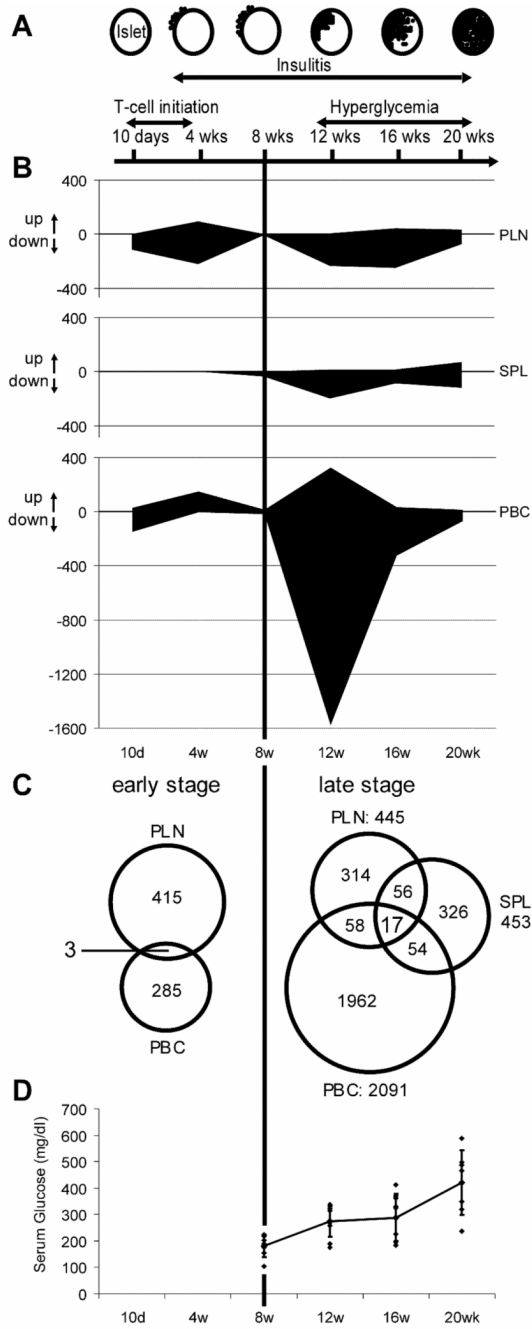 A
Islet
Insulitis
T-cell initiation Hyperglycemia
10 days 4 wks 8 wks 12 wks 16 wks 20 wks
B
400
up
0 PLN
down
-400
400
up
0 SPL
down
-400
400
up
0 PBC
down
-400
-800
-1200
-1600
10d 4w 8w 12w 16w 20wk
C
early stage late stage
PLN PLN: 445
415 314 56 SPL
326 453
3 58 17
54
285 1962
PBC PBC: 2091
D
Serum Glucose (mg/dl)
700
600
500
400
300
200
100
0
10d 4w 8w 12w 16w 20wk